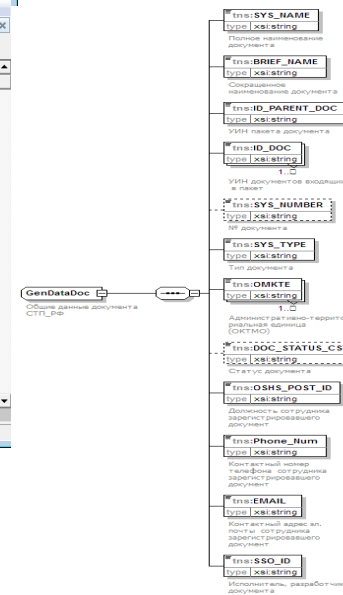 tns:SYS_NAME
type xsi:string
Полное наименование
документа
tns:BRIEF_NAME
type xsi:string
Сокращенное
наименование документа
tns:ID_PARENT_DOC
type xsi:string
УИН пакета документа
tns:ID_DOC
type xsi:string
1..□
УИН документов входящих
в пакет
tns:SYS_NUMBER
type xsi:string
№ документа
tns:SYS_TYPE
type xsi:string
Тип документа
GenDataDoc
Общие данные документа
СТП_РФ
tns:OMKTE
type xsi:string
1..□
Административно-террито
риальная единица
(ОКТМО)
tns:DOC_STATUS_CS
type xsi:string
Статус документа
tns:OSHS_POST_ID
type xsi:string
Должность сотрудника
зарегистрировавшего
документ
tns:Phone_Num
type xsi:string
Контактный номер
телефона сотрудника
зарегистрировавшего
документ
tns:EMAIL
type xsi:string
Контактный адрес эл.
почты сотрудника
зарегистрировавшего
документ
tns:SSO_ID
type xsi:string
Исполнитель, разработчик
документа